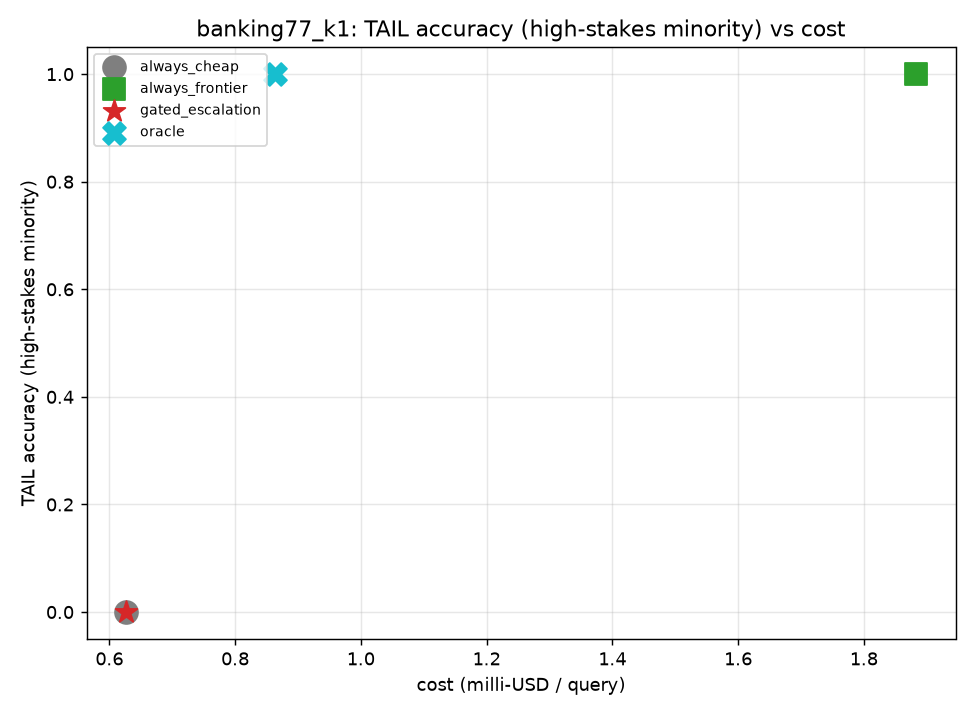 banking77_k1: TAIL accuracy (high-stakes minority) vs cost
always_cheap
always_frontier
gated_escalation
oracle
TAIL accuracy (high-stakes minority)
1.0
0.8
0.6
0.4
0.2
0.0
0.6 0.8 1.0 1.2 1.4 1.6 1.8
cost (milli-USD / query)